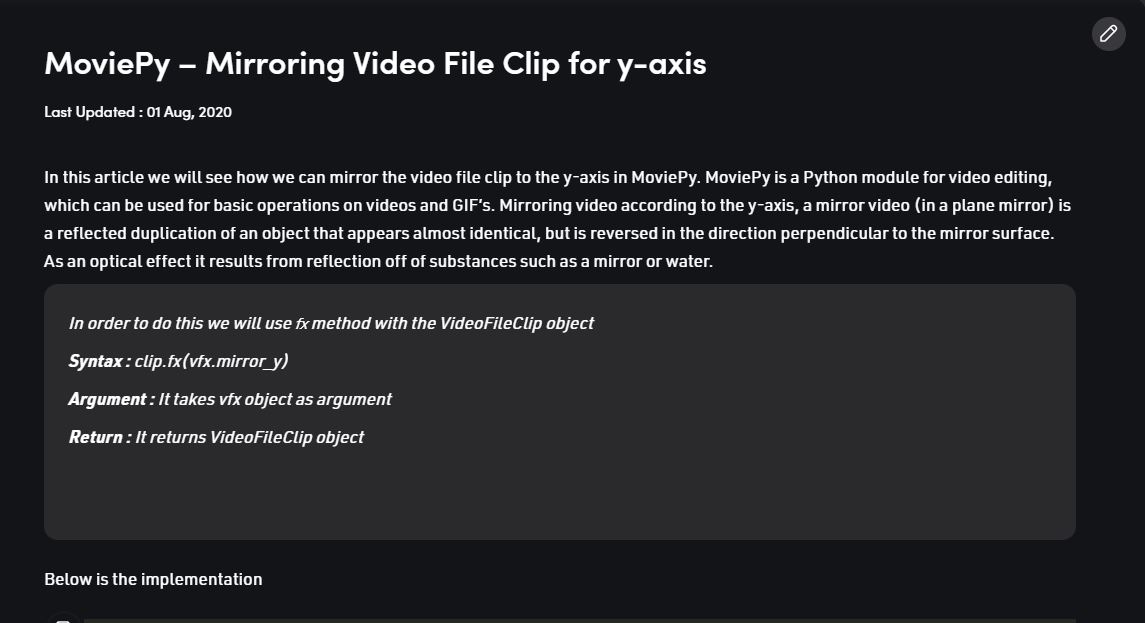 MoviePy – Mirroring Video File Clip for y-axis
Last Updated : 01 Aug, 2020
In this article we will see how we can mirror the video file clip to the y-axis in MoviePy. MoviePy is a Python module for video editing,
which can be used for basic operations on videos and GIF’s. Mirroring video according to the y-axis, a mirror video (in a plane mirror) is
a reflected duplication of an object that appears almost identical, but is reversed in the direction perpendicular to the mirror surface.
As an optical effect it results from reflection off of substances such as a mirror or water.
In order to do this we will use fx method with the VideoFileClip object
Syntax : clip.fx(vfx.mirror_y)
Argument : It takes vfx object as argument
Return : It returns VideoFileClip object
Below is the implementation